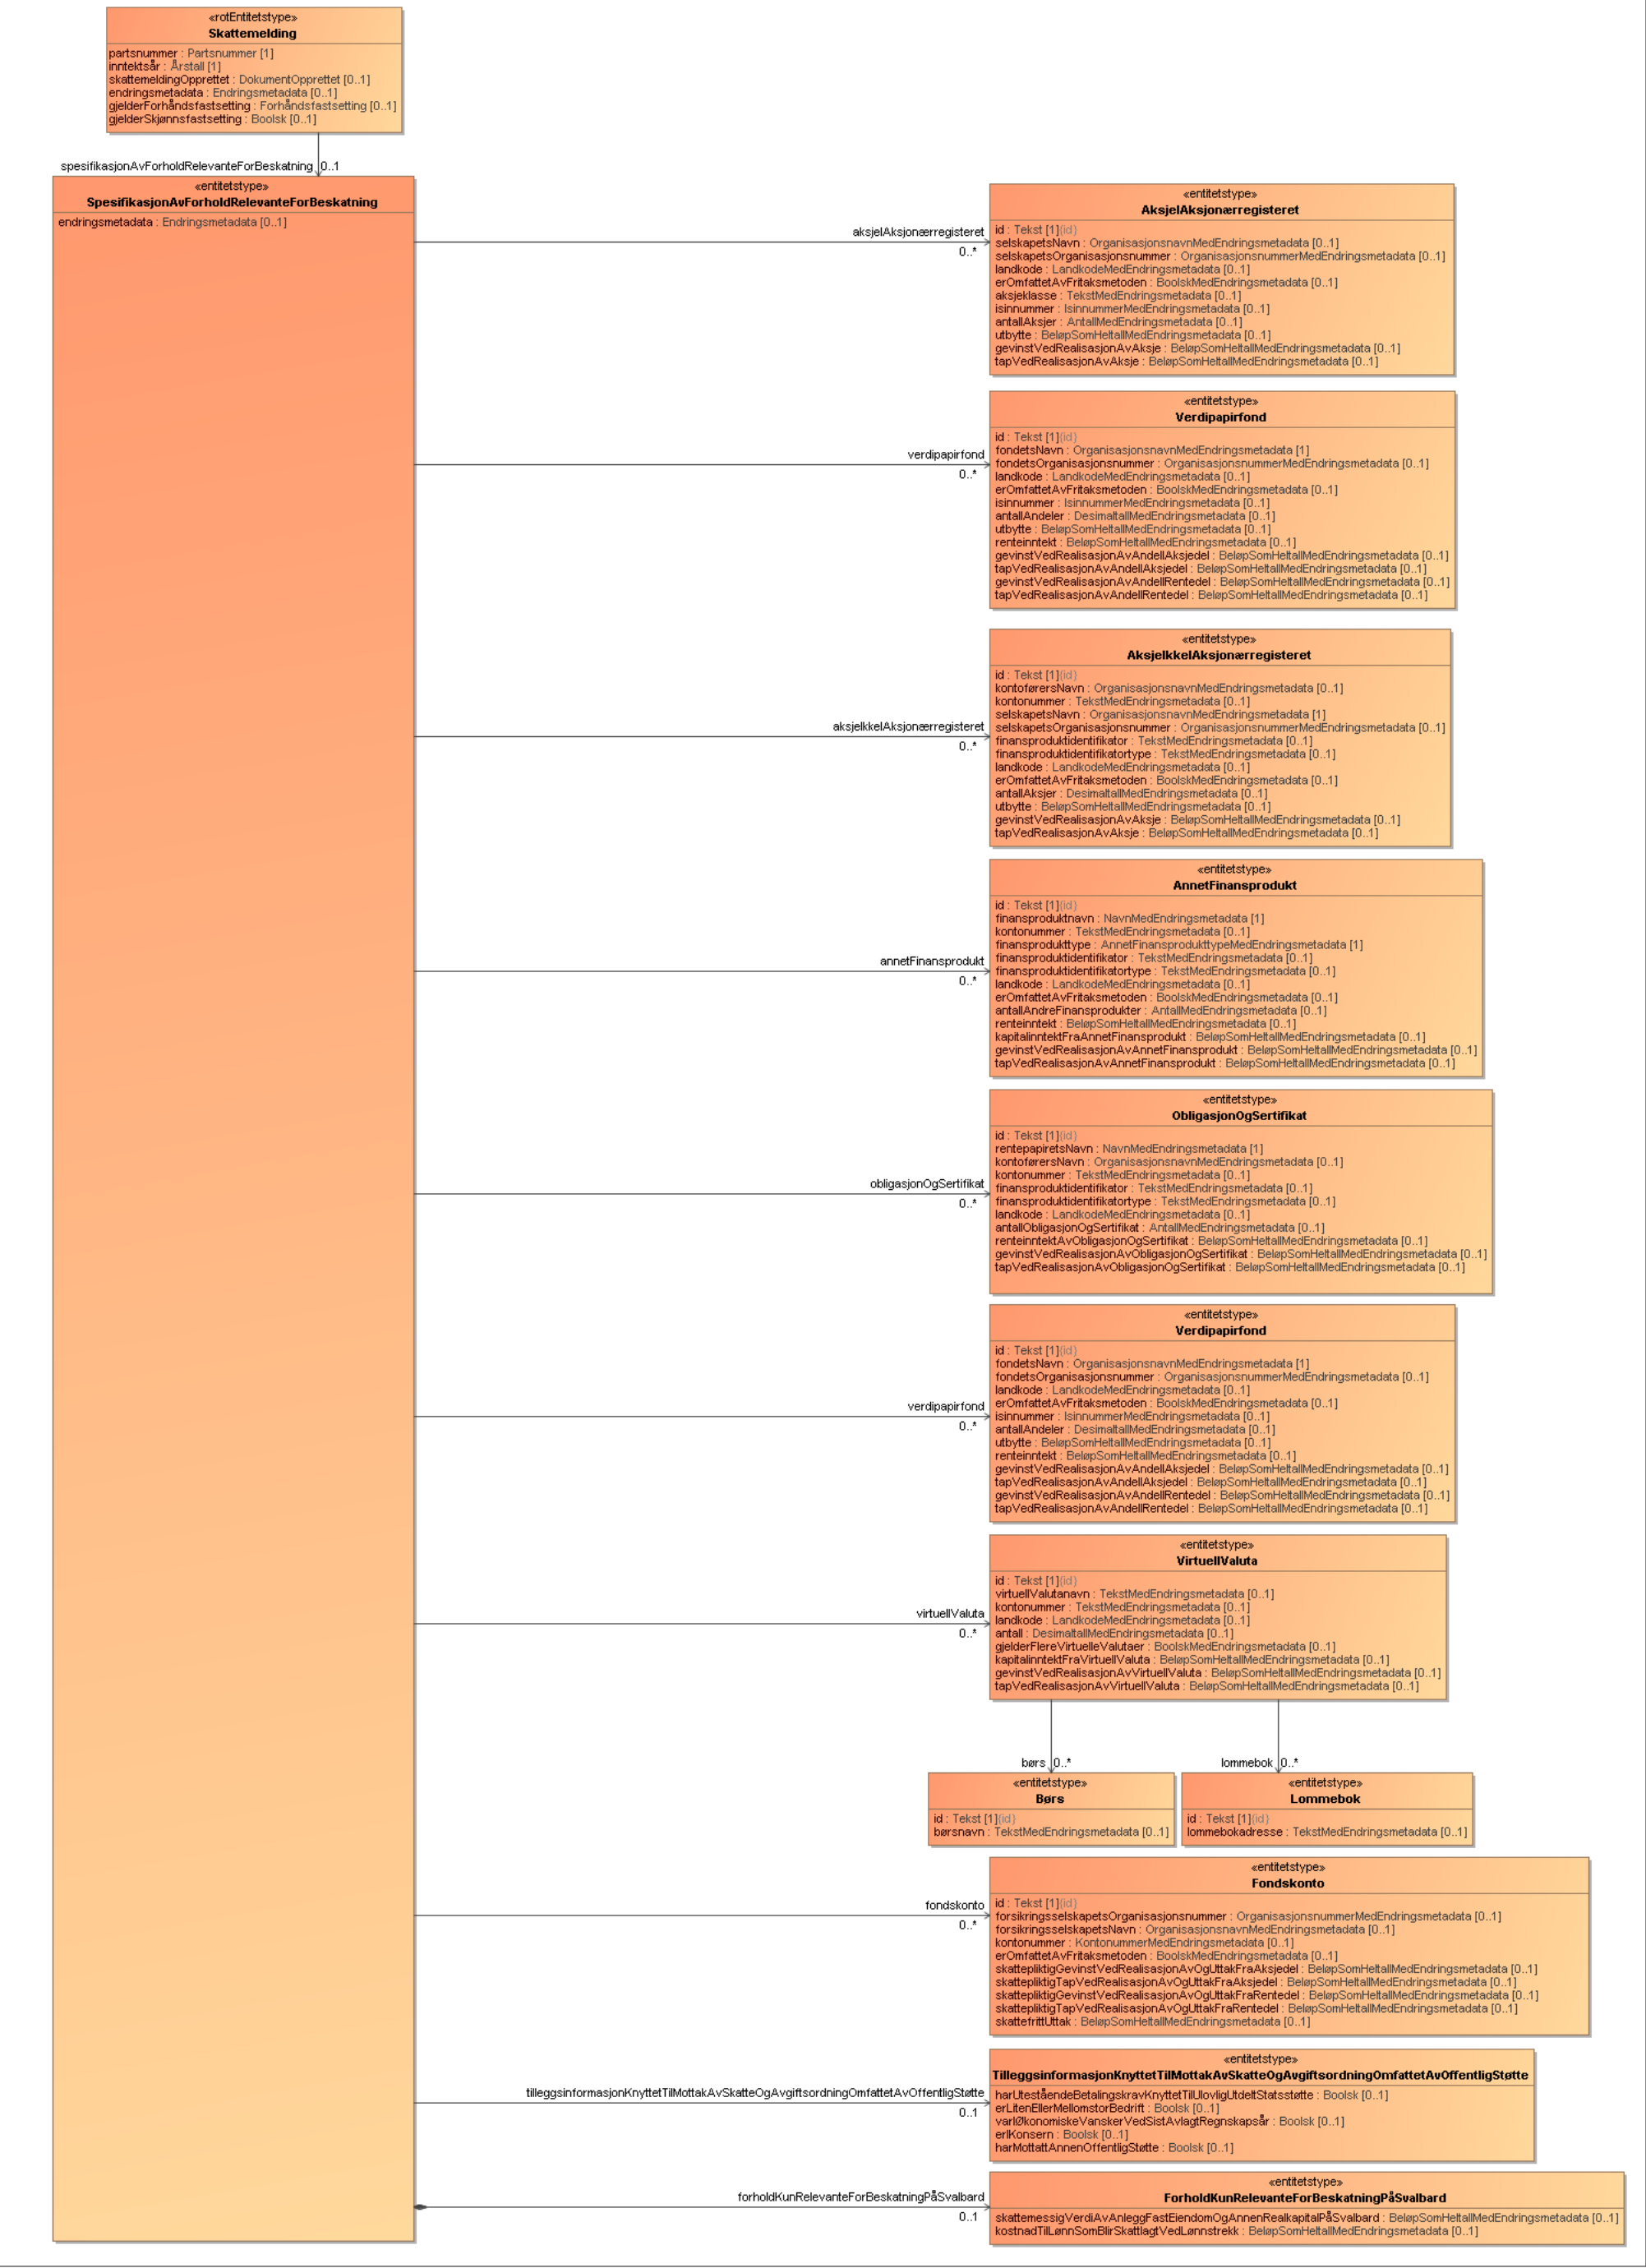 «rotEntitetstype»
Skattemelding
partsnummer : Partsnummer [1]
inntektsår : Årstall [1]
skattemeldingOpprettet : DokumentOpprettet [0..1]
endringsmetadata : Endringsmetadata [0..1]
gjelderForhåndsfastsetting : Forhåndsfastsetting [0..1]
gjelderSkjønnsfastsetting : Boolsk [0..1]
spesifikasjonAvForholdRelevanteForBeskatning 0..1
«entitetstype»
SpesifikasjonAvForholdRelevanteForBeskatning
endringsmetadata : Endringsmetadata [0..1]
aksjeIAksjonærregisteret
0..*
«entitetstype»
AksjeIAksjonærregisteret
id : Tekst [1]{id}
selskapetsNavn : OrganisasjonsnavnMedEndringsmetadata [0..1]
selskapetsOrganisasjonsnummer : OrganisasjonsnummerMedEndringsmetadata [0..1]
landkode : LandkodeMedEndringsmetadata [0..1]
erOmfattetAvFritaksmetoden : BoolskMedEndringsmetadata [0..1]
aksjeklasse : TekstMedEndringsmetadata [0..1]
isinnummer : IsinnummerMedEndringsmetadata [0..1]
antallAksjer : AntallMedEndringsmetadata [0..1]
utbytte : BeløpSomHeltallMedEndringsmetadata [0..1]
gevinstVedRealisasjonAvAksje : BeløpSomHeltallMedEndringsmetadata [0..1]
tapVedRealisasjonAvAksje : BeløpSomHeltallMedEndringsmetadata [0..1]
verdipapirfond
0..*
«entitetstype»
Verdipapirfond
id : Tekst [1]{id}
fondetsNavn : OrganisasjonsnavnMedEndringsmetadata [1]
fondetsOrganisasjonsnummer : OrganisasjonsnummerMedEndringsmetadata [0..1]
landkode : LandkodeMedEndringsmetadata [0..1]
erOmfattetAvFritaksmetoden : BoolskMedEndringsmetadata [0..1]
isinnummer : IsinnummerMedEndringsmetadata [0..1]
antallAndeler : DesimaltallMedEndringsmetadata [0..1]
utbytte : BeløpSomHeltallMedEndringsmetadata [0..1]
renteinntekt : BeløpSomHeltallMedEndringsmetadata [0..1]
gevinstVedRealisasjonAvAndelIAksjedel : BeløpSomHeltallMedEndringsmetadata [0..1]
tapVedRealisasjonAvAndelIAksjedel : BeløpSomHeltallMedEndringsmetadata [0..1]
gevinstVedRealisasjonAvAndelIRentedel : BeløpSomHeltallMedEndringsmetadata [0..1]
tapVedRealisasjonAvAndelIRentedel : BeløpSomHeltallMedEndringsmetadata [0..1]
aksjeIkkeIAksjonærregisteret
0..*
«entitetstype»
AksjeIkkeIAksjonærregisteret
id : Tekst [1]{id}
kontoførersNavn : OrganisasjonsnavnMedEndringsmetadata [0..1]
kontonummer : TekstMedEndringsmetadata [0..1]
selskapetsNavn : OrganisasjonsnavnMedEndringsmetadata [1]
selskapetsOrganisasjonsnummer : OrganisasjonsnummerMedEndringsmetadata [0..1]
finansproduktidentifikator : TekstMedEndringsmetadata [0..1]
finansproduktidentifikatortype : TekstMedEndringsmetadata [0..1]
landkode : LandkodeMedEndringsmetadata [0..1]
erOmfattetAvFritaksmetoden : BoolskMedEndringsmetadata [0..1]
antallAksjer : DesimaltallMedEndringsmetadata [0..1]
utbytte : BeløpSomHeltallMedEndringsmetadata [0..1]
gevinstVedRealisasjonAvAksje : BeløpSomHeltallMedEndringsmetadata [0..1]
tapVedRealisasjonAvAksje : BeløpSomHeltallMedEndringsmetadata [0..1]
annetFinansprodukt
0..*
«entitetstype»
AnnetFinansprodukt
id : Tekst [1]{id}
finansproduktnavn : NavnMedEndringsmetadata [1]
kontonummer : TekstMedEndringsmetadata [0..1]
finansprodukttype : AnnetFinansprodukttypeMedEndringsmetadata [1]
finansproduktidentifikator : TekstMedEndringsmetadata [0..1]
finansproduktidentifikatortype : TekstMedEndringsmetadata [0..1]
landkode : LandkodeMedEndringsmetadata [0..1]
erOmfattetAvFritaksmetoden : BoolskMedEndringsmetadata [0..1]
antallAndreFinansprodukter : AntallMedEndringsmetadata [0..1]
renteinntekt : BeløpSomHeltallMedEndringsmetadata [0..1]
kapitalinntektFraAnnetFinansprodukt : BeløpSomHeltallMedEndringsmetadata [0..1]
gevinstVedRealisasjonAvAnnetFinansprodukt : BeløpSomHeltallMedEndringsmetadata [0..1]
tapVedRealisasjonAvAnnetFinansprodukt : BeløpSomHeltallMedEndringsmetadata [0..1]
obligasjonOgSertifikat
0..*
«entitetstype»
ObligasjonOgSertifikat
id : Tekst [1]{id}
rentepapiretsNavn : NavnMedEndringsmetadata [1]
kontoførersNavn : OrganisasjonsnavnMedEndringsmetadata [0..1]
kontonummer : TekstMedEndringsmetadata [0..1]
finansproduktidentifikator : TekstMedEndringsmetadata [0..1]
finansproduktidentifikatortype : TekstMedEndringsmetadata [0..1]
landkode : LandkodeMedEndringsmetadata [0..1]
antallObligasjonOgSertifikat : AntallMedEndringsmetadata [0..1]
renteinntektAvObligasjonOgSertifikat : BeløpSomHeltallMedEndringsmetadata [0..1]
gevinstVedRealisasjonAvObligasjonOgSertifikat : BeløpSomHeltallMedEndringsmetadata [0..1]
tapVedRealisasjonAvObligasjonOgSertifikat : BeløpSomHeltallMedEndringsmetadata [0..1]
verdipapirfond
0..*
«entitetstype»
Verdipapirfond
id : Tekst [1]{id}
fondetsNavn : OrganisasjonsnavnMedEndringsmetadata [1]
fondetsOrganisasjonsnummer : OrganisasjonsnummerMedEndringsmetadata [0..1]
landkode : LandkodeMedEndringsmetadata [0..1]
erOmfattetAvFritaksmetoden : BoolskMedEndringsmetadata [0..1]
isinnummer : IsinnummerMedEndringsmetadata [0..1]
antallAndeler : DesimaltallMedEndringsmetadata [0..1]
utbytte : BeløpSomHeltallMedEndringsmetadata [0..1]
renteinntekt : BeløpSomHeltallMedEndringsmetadata [0..1]
gevinstVedRealisasjonAvAndelIAksjedel : BeløpSomHeltallMedEndringsmetadata [0..1]
tapVedRealisasjonAvAndelIAksjedel : BeløpSomHeltallMedEndringsmetadata [0..1]
gevinstVedRealisasjonAvAndelIRentedel : BeløpSomHeltallMedEndringsmetadata [0..1]
tapVedRealisasjonAvAndelIRentedel : BeløpSomHeltallMedEndringsmetadata [0..1]
virtuellValuta
0..*
«entitetstype»
VirtuellValuta
id : Tekst [1]{id}
virtuellValutanavn : TekstMedEndringsmetadata [0..1]
kontonummer : TekstMedEndringsmetadata [0..1]
landkode : LandkodeMedEndringsmetadata [0..1]
antall : DesimaltallMedEndringsmetadata [0..1]
gjelderFlereVirtuelleValutaer : BoolskMedEndringsmetadata [0..1]
kapitalinntektFraVirtuellValuta : BeløpSomHeltallMedEndringsmetadata [0..1]
gevinstVedRealisasjonAvVirtuellValuta : BeløpSomHeltallMedEndringsmetadata [0..1]
tapVedRealisasjonAvVirtuellValuta : BeløpSomHeltallMedEndringsmetadata [0..1]
børs 0..*
lommebok 0..*
«entitetstype»
Børs
id : Tekst [1]{id}
børsnavn : TekstMedEndringsmetadata [0..1]
«entitetstype»
Lommebok
id : Tekst [1]{id}
lommebokadresse : TekstMedEndringsmetadata [0..1]
fondskonto
0..*
«entitetstype»
Fondskonto
id : Tekst [1]{id}
forsikringsselskapetsOrganisasjonsnummer : OrganisasjonsnummerMedEndringsmetadata [0..1]
forsikringsselskapetsNavn : OrganisasjonsnavnMedEndringsmetadata [0..1]
kontonummer : KontonummerMedEndringsmetadata [0..1]
erOmfattetAvFritaksmetoden : BoolskMedEndringsmetadata [0..1]
skattepliktigGevinstVedRealisasjonAvOgUttakFraAksjedel : BeløpSomHeltallMedEndringsmetadata [0..1]
skattepliktigTapVedRealisasjonAvOgUttakFraAksjedel : BeløpSomHeltallMedEndringsmetadata [0..1]
skattepliktigGevinstVedRealisasjonAvOgUttakFraRentedel : BeløpSomHeltallMedEndringsmetadata [0..1]
skattepliktigTapVedRealisasjonAvOgUttakFraRentedel : BeløpSomHeltallMedEndringsmetadata [0..1]
skattefrittUttak : BeløpSomHeltallMedEndringsmetadata [0..1]
tilleggsinformasjonKnyttetTilMottakAvSkatteOgAvgiftsordningOmfattetAvOffentligStøtte
0..1
«entitetstype»
TilleggsinformasjonKnyttetTilMottakAvSkatteOgAvgiftsordningOmfattetAvOffentligStøtte
harUteståendeBetalingskravKnyttetTilUlovligUtdeltStatsstøtte : Boolsk [0..1]
erLitenEllerMellomstorBedrift : Boolsk [0..1]
varIØkonomiskeVanskerVedSistAvlagtRegnskapsår : Boolsk [0..1]
erIKonsern : Boolsk [0..1]
harMottattAnnenOffentligStøtte : Boolsk [0..1]
forholdKunRelevanteForBeskatningPåSvalbard
0..1
«entitetstype»
ForholdKunRelevanteForBeskatningPåSvalbard
skattemessigVerdiAvAnleggFastEiendomOgAnnenRealkapitalPåSvalbard : BeløpSomHeltallMedEndringsmetadata [0..1]
kostnadTilLønnSomBlirSkattlagtVedLønnstrekk : BeløpSomHeltallMedEndringsmetadata [0..1]